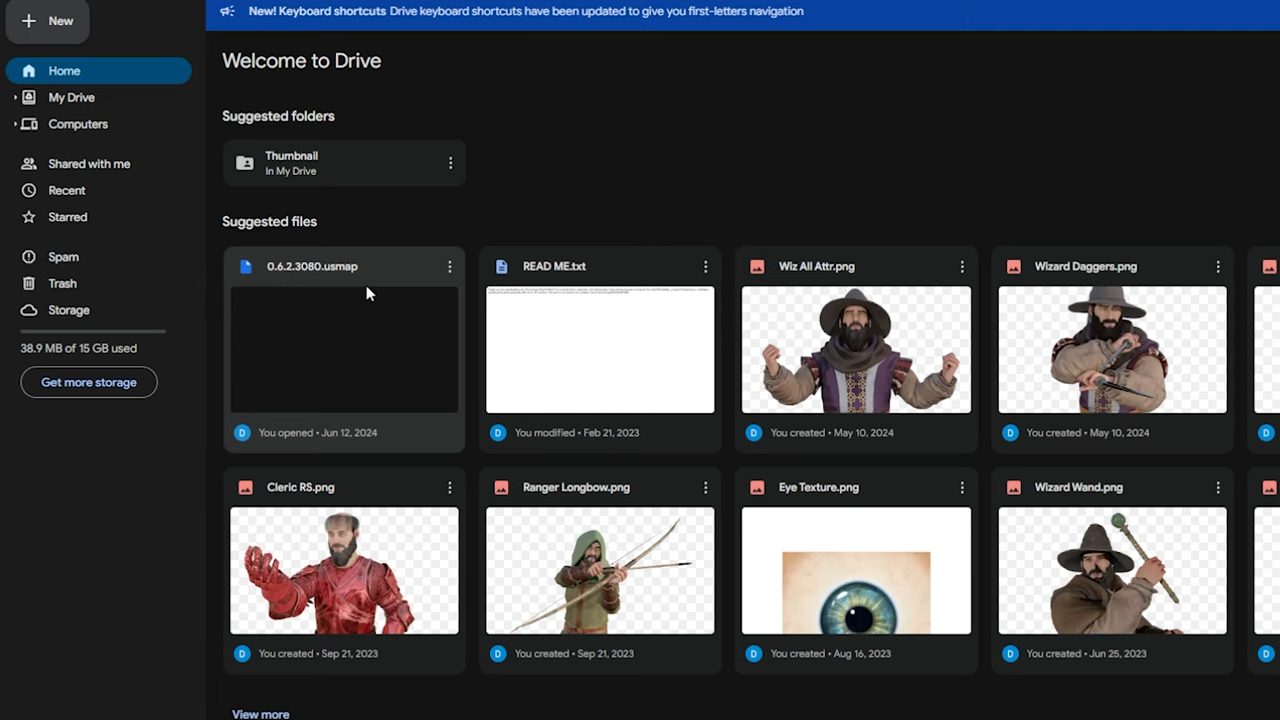 New
New! Keyboard shortcuts Drive keyboard shortcuts have been updated to give you first-letters navigation
Home
My Drive
Computers
Shared with me
Recent
Starred
Spam
Trash
Storage
38.9 MB of 15 GB used
Get more storage
Welcome to Drive
Suggested folders
Thumbnail
In My Drive
Suggested files
0.6.2.3080.usmap
READ ME.txt
Wiz All Attr.png
Wizard Daggers.png
D You opened • Jun 12, 2024
D You modified • Feb 21, 2023
D You created • May 10, 2024
D You created • May 10, 2024
D
Cleric RS.png
Ranger Longbow.png
Eye Texture.png
Wizard Wand.png
D You created • Sep 21, 2023
D You created • Sep 21, 2023
D You created • Aug 16, 2023
D You created • Jun 25, 2023
D
View more